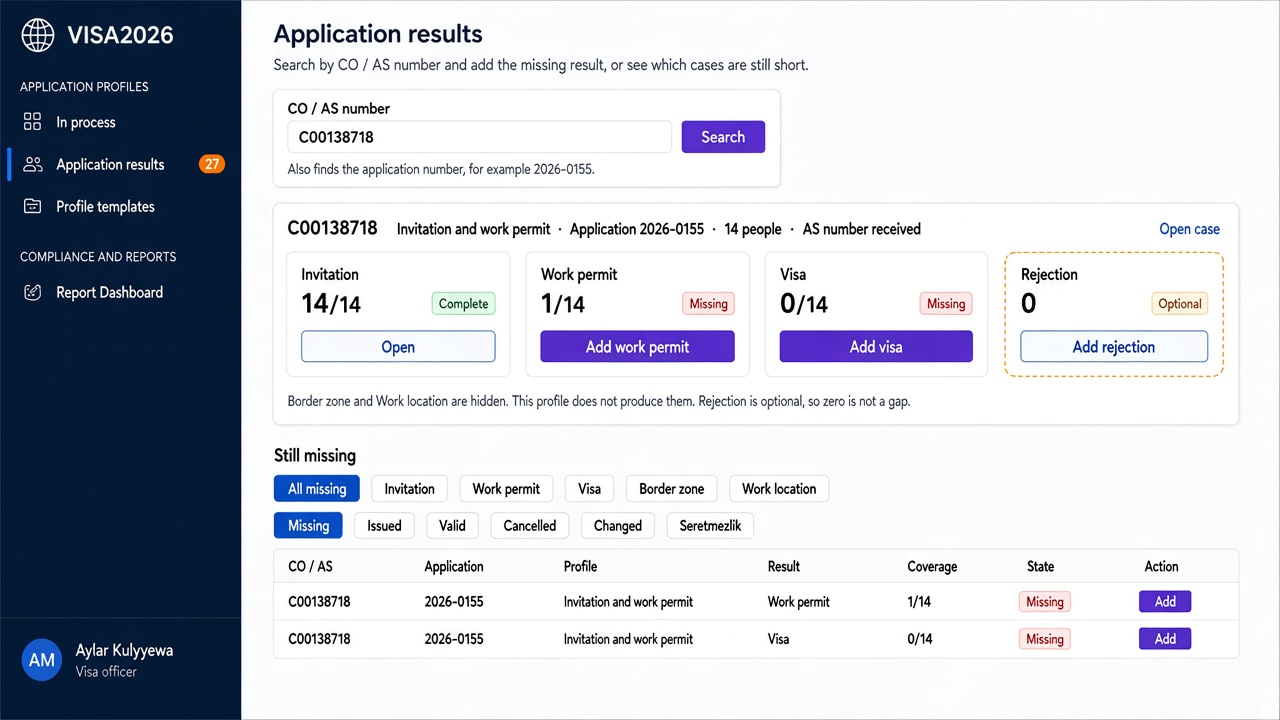 VISA2026
APPLICATION PROFILES
In process
Application results 27
Profile templates
COMPLIANCE AND REPORTS
Report Dashboard
AM
Aylar Kulyyewa
Visa officer
Application results
Search by CO / AS number and add the missing result, or see which cases are still short.
CO / AS number
C00138718 Search
Also finds the application number, for example 2026-0155.
C00138718 Invitation and work permit · Application 2026-0155 · 14 people · AS number received Open case
Invitation
14/14 Complete
Open
Work permit
1/14 Missing
Add work permit
Visa
0/14 Missing
Add visa
Rejection
0 Optional
Add rejection
Border zone and Work location are hidden. This profile does not produce them. Rejection is optional, so zero is not a gap.
Still missing
All missing Invitation Work permit Visa Border zone Work location
Missing Issued Valid Cancelled Changed Seretmezlik
CO / AS Application Profile Result Coverage State Action
C00138718 2026-0155 Invitation and work permit Work permit 1/14 Missing Add
C00138718 2026-0155 Invitation and work permit Visa 0/14 Missing Add